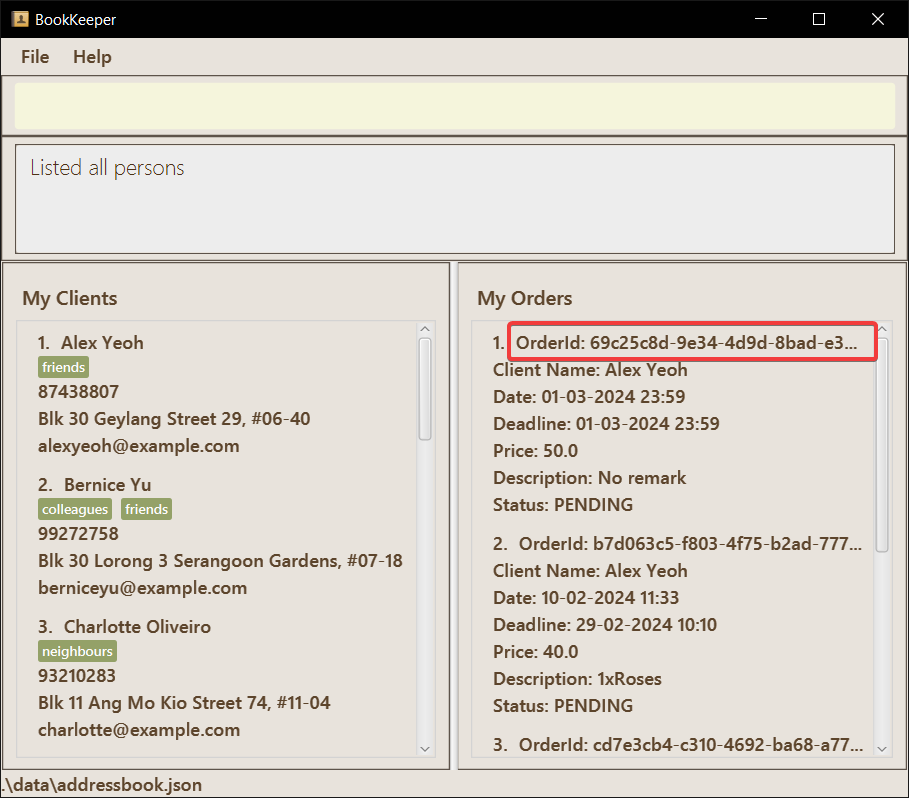 BookKeeper
File Help
Listed all persons
My Clients
1. Alex Yeoh
friends
87438807
Blk 30 Geylang Street 29, #06-40
alexyeoh@example.com
2. Bernice Yu
colleagues friends
99272758
Blk 30 Lorong 3 Serangoon Gardens, #07-18
berniceyu@example.com
3. Charlotte Oliveiro
neighbours
93210283
Blk 11 Ang Mo Kio Street 74, #11-04
charlotte@example.com
My Orders
1. OrderId: 69c25c8d-9e34-4d9d-8bad-e3...
Client Name: Alex Yeoh
Date: 01-03-2024 23:59
Deadline: 01-03-2024 23:59
Price: 50.0
Description: No remark
Status: PENDING
2. OrderId: b7d063c5-f803-4f75-b2ad-777...
Client Name: Alex Yeoh
Date: 10-02-2024 11:33
Deadline: 29-02-2024 10:10
Price: 40.0
Description: 1xRoses
Status: PENDING
3. OrderId: cd7e3cb4-c310-4692-ba68-a77...
.\data\addressbook.json